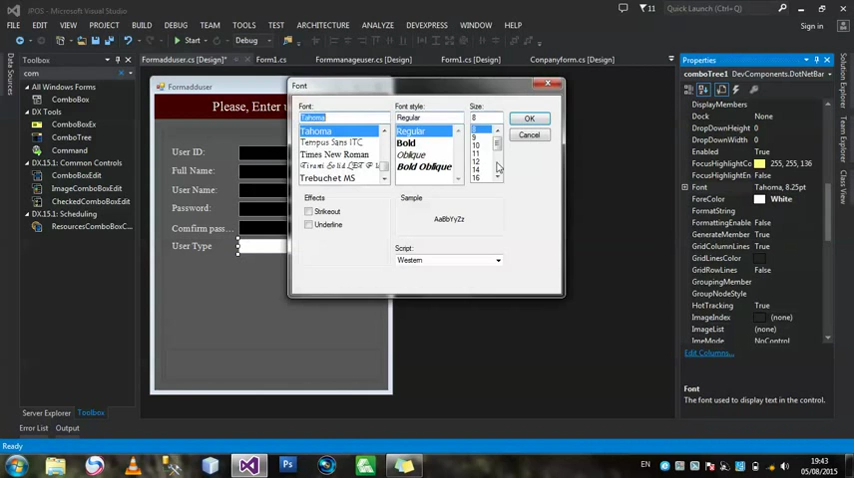 iPOS - Microsoft Visual Studio
11
Quick Launch (Ctrl+Q)
FILE EDIT VIEW PROJECT BUILD DEBUG TEAM TOOLS TEST ARCHITECTURE ANALYZE DEVEXPRESS WINDOW HELP
Sign in
Start Debug
Data Sources
Toolbox
com
All Windows Forms
ComboBox
DX Tools
ComboBoxEx
ComboTree
DX.15.1: Common Controls
ComboBoxEdit
ImageComboBoxEdit
CheckedComboBoxEdit
DX.15.1: Scheduling
ResourcesComboBoxCon
Formadduser.cs [Design]* Form1.cs Formmanageuser.cs [Design] Form1.cs [Design] Conpanyform.cs [Design]
Formadduser
Please, Enter u
User ID:
Full Name:
User Name:
Password:
Comfirm pas...
User Type
Font
Font: Font style: Size:
Tahoma Regular 8
Tahoma
Tempus Sans ITC
Times New Roman
Trebuchet MS
Regular
Bold
Oblique
Bold Oblique
8
9
10
11
12
14
16
OK
Cancel
Effects
Strikeout
Underline
Sample
AaBbYyZz
Script:
Western
Properties
comboTree1 DevComponents.DotNetBar
DisplayMembers
Dock None
DropDownHeight 0
DropDownWidth 0
Enabled True
FocusHighlightCo 255, 255, 136
FocusHighlightEn False
Font Tahoma, 8.25pt
ForeColor White
FormatString
FormattingEnable False
GenerateMember True
GridColumnLines True
GridLinesColor
GridRowLines False
GroupingMember
GroupNodeStyle
HotTracking True
ImageIndex (none)
ImageList (none)
ImeMode NoControl
Edit Columns...
Font
The font used to display text in the control.
Solution Explorer
Team Explorer
Server Explorer Toolbox
Error List Output
Ready
EN
19:43
05/08/2015